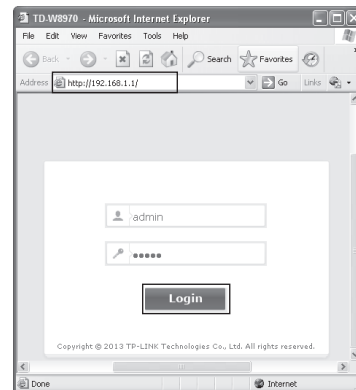 TD-W8970 - Microsoft Internet Explorer
File Edit View Favorites Tools Help
Back Search Favorites
Address http://192.168.1.1/ Go Links
admin
•••••
Login
Copyright © 2013 TP-LINK Technologies Co., Ltd. All rights reserved.
Done Internet